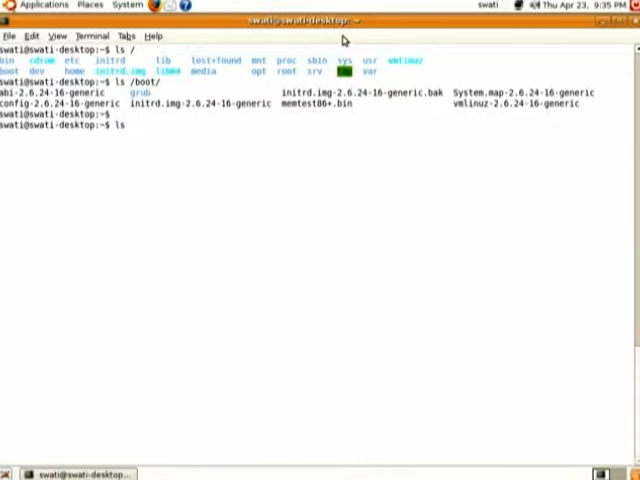 Applications Places System swati Thu Apr 23, 9:35 PM
swati@swati-desktop: ~
File Edit View Terminal Tabs Help
swati@swati-desktop:~$ ls /
bin cdrom etc initrd lib lost+found mnt proc sbin sys usr vmlinuz
boot dev home initrd.img lib64 media opt root srv tmp var
swati@swati-desktop:~$ ls /boot/
abi-2.6.24-16-generic grub initrd.img-2.6.24-16-generic.bak System.map-2.6.24-16-generic
config-2.6.24-16-generic initrd.img-2.6.24-16-generic memtest86+.bin vmlinuz-2.6.24-16-generic
swati@swati-desktop:~$
swati@swati-desktop:~$ ls
swati@swati-desktop...